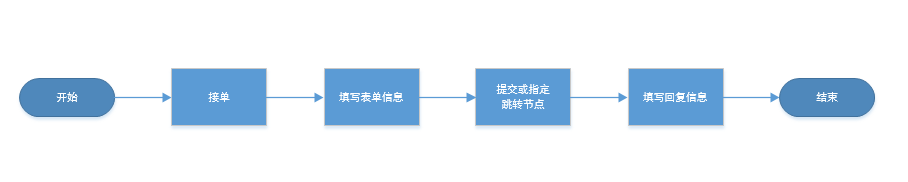 开始
接单
填写表单信息
提交或指定
跳转节点
填写回复信息
结束